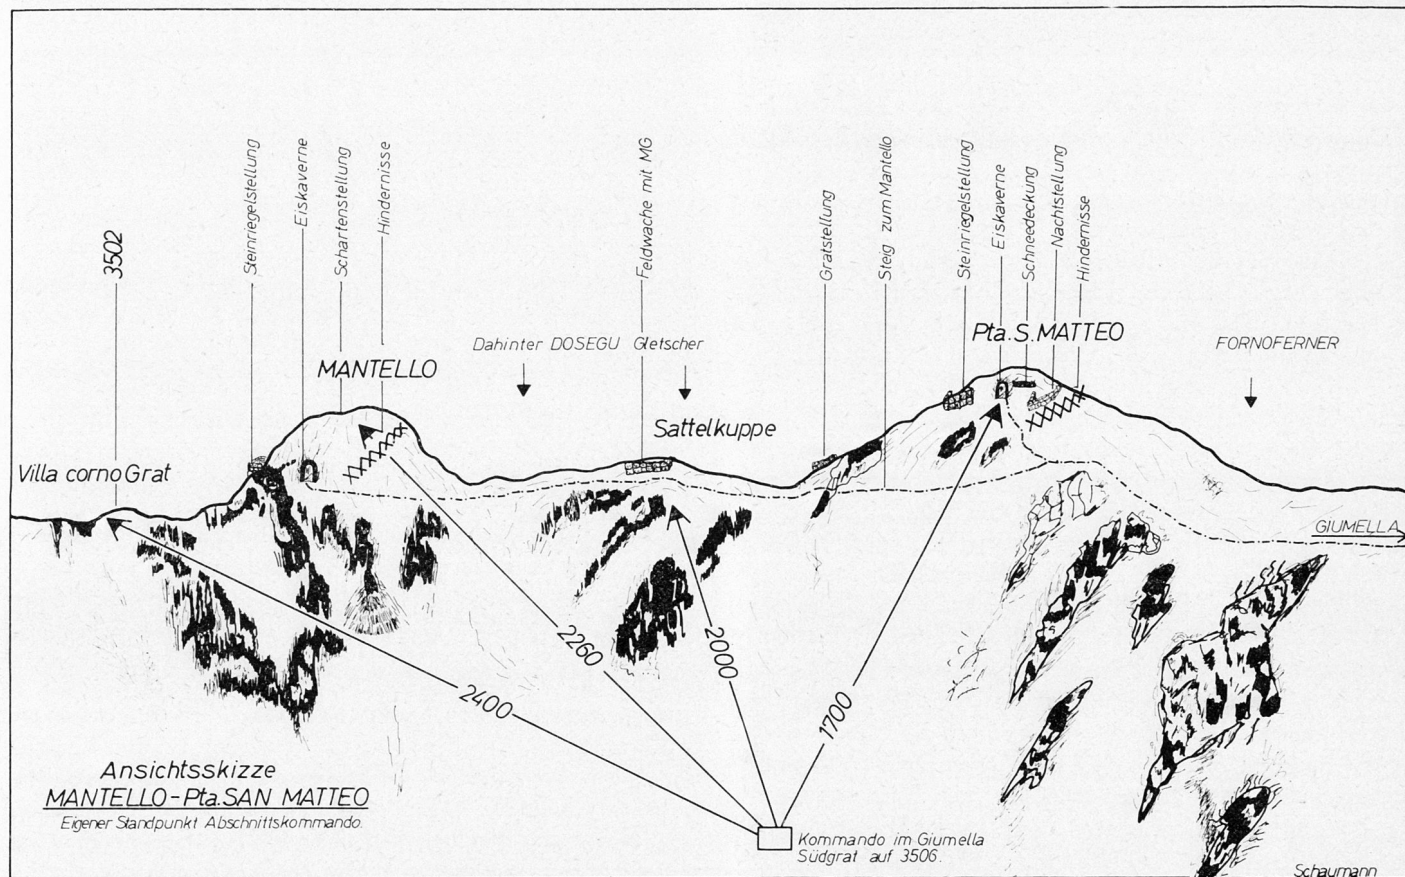 Steinriegelstellung
Eiskaverne
Schartenstellung
Hindernisse
Feldwache mit MG
Gratstellung
Steig zum Mantello
Steinriegelstellung
Eiskaverne
Schneedeckung
Nachtstellung
Hindernisse
3502
MANTELLO
Dahinter DOSEGU Gletscher
Pta. S. MATTEO
FORNOFERNER
Sattelkuppe
Villa corno Grat
GIUMELLA
2400
2260
2000
1700
Ansichtsskizze
MANTELLO-Pta. SAN MATTEO
Eigener Standpunkt Abschnittskommando.
Kommando im Giumella
Südgrat auf 3506.
Schaumann